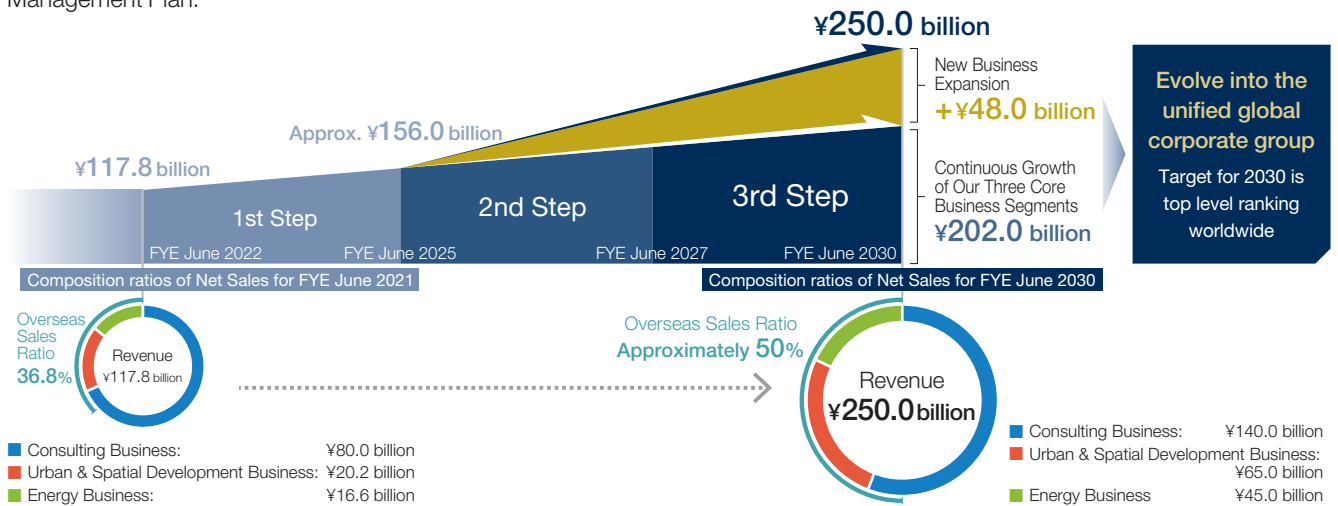 Management Plan.
¥250.0 billion
New Business
Expansion
+¥48.0 billion
Evolve into the
unified global
corporate group
Target for 2030 is
top level ranking
worldwide
Approx. ¥156.0 billion
¥117.8 billion
Continuous Growth
of Our Three Core
Business Segments
¥202.0 billion
1st Step
2nd Step
3rd Step
FYE June 2022
FYE June 2025
FYE June 2027
FYE June 2030
Composition ratios of Net Sales for FYE June 2021
Composition ratios of Net Sales for FYE June 2030
Overseas
Sales
Ratio
36.8%
Revenue
¥117.8 billion
Overseas Sales Ratio
Approximately 50%
Revenue
¥250.0 billion
Consulting Business: ¥80.0 billion
Urban & Spatial Development Business: ¥20.2 billion
Energy Business: ¥16.6 billion
Consulting Business: ¥140.0 billion
Urban & Spatial Development Business:
¥65.0 billion
Energy Business ¥45.0 billion